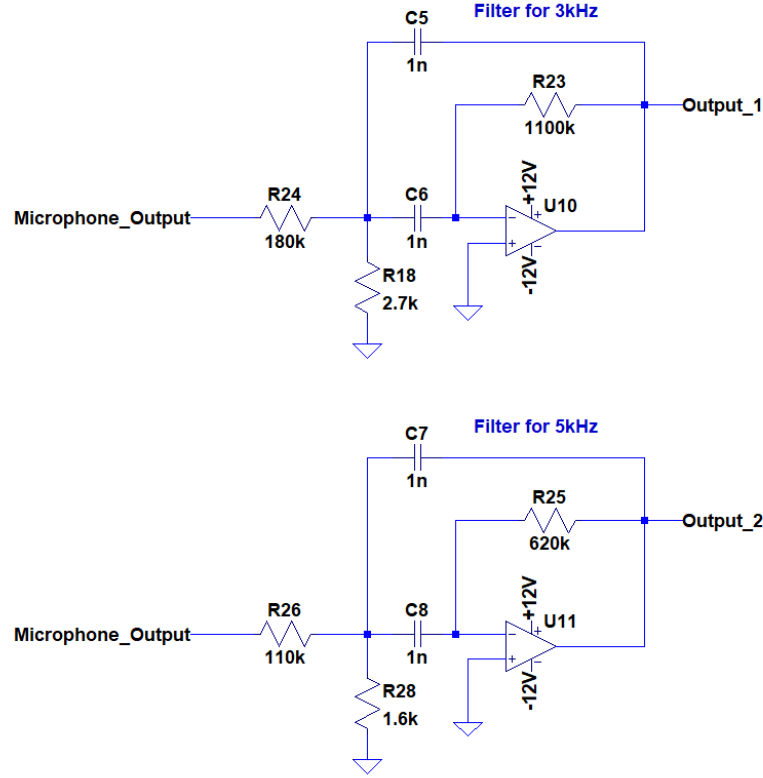 Filter for 3kHz
C5
1n
R23
1100k
Output_1
C6
1n
R24
180k
Microphone_Output
+12V
U10
-12V
R18
2.7k
Filter for 5kHz
C7
1n
R25
620k
Output_2
C8
1n
R26
110k
Microphone_Output
+12V
U11
-12V
R28
1.6k